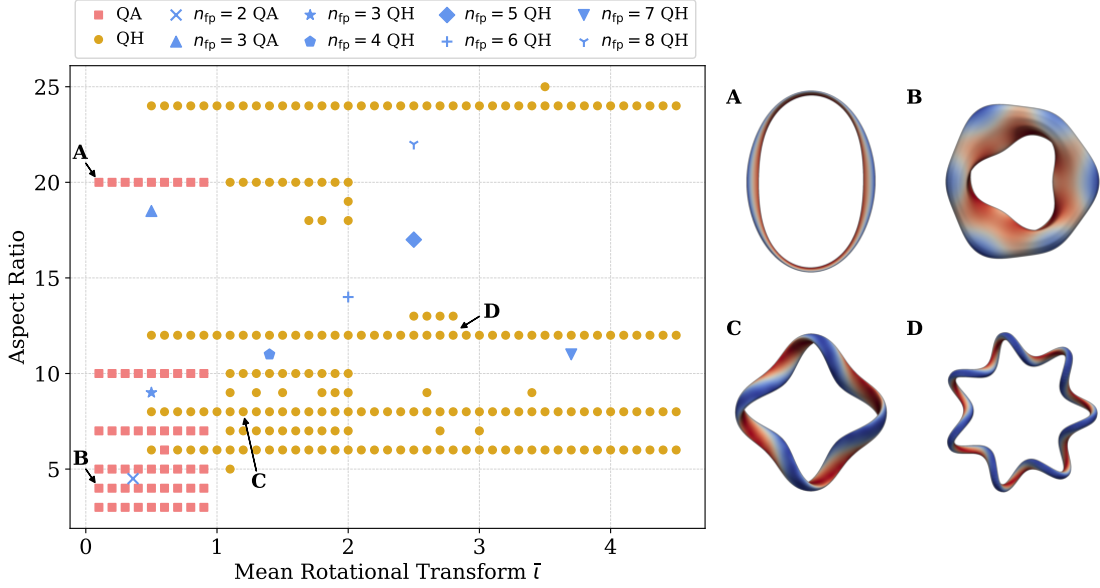 QA n_fp = 2 QA n_fp = 3 QH n_fp = 5 QH n_fp = 7 QH
QH n_fp = 3 QA n_fp = 4 QH n_fp = 6 QH n_fp = 8 QH
25
20
15
10
5
Aspect Ratio
A
B
C
D
0 1 2 3 4
Mean Rotational Transform ῑ
A
B
C
D